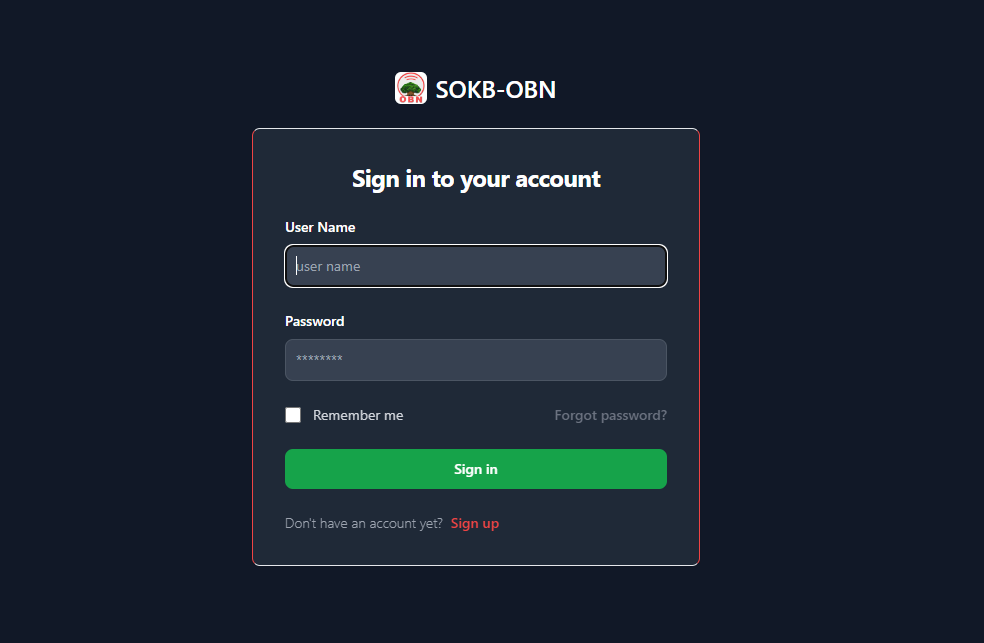 OBN
SOKB-OBN
Sign in to your account
User Name
user name
Password
********
Remember me
Forgot password?
Sign in
Don't have an account yet? Sign up